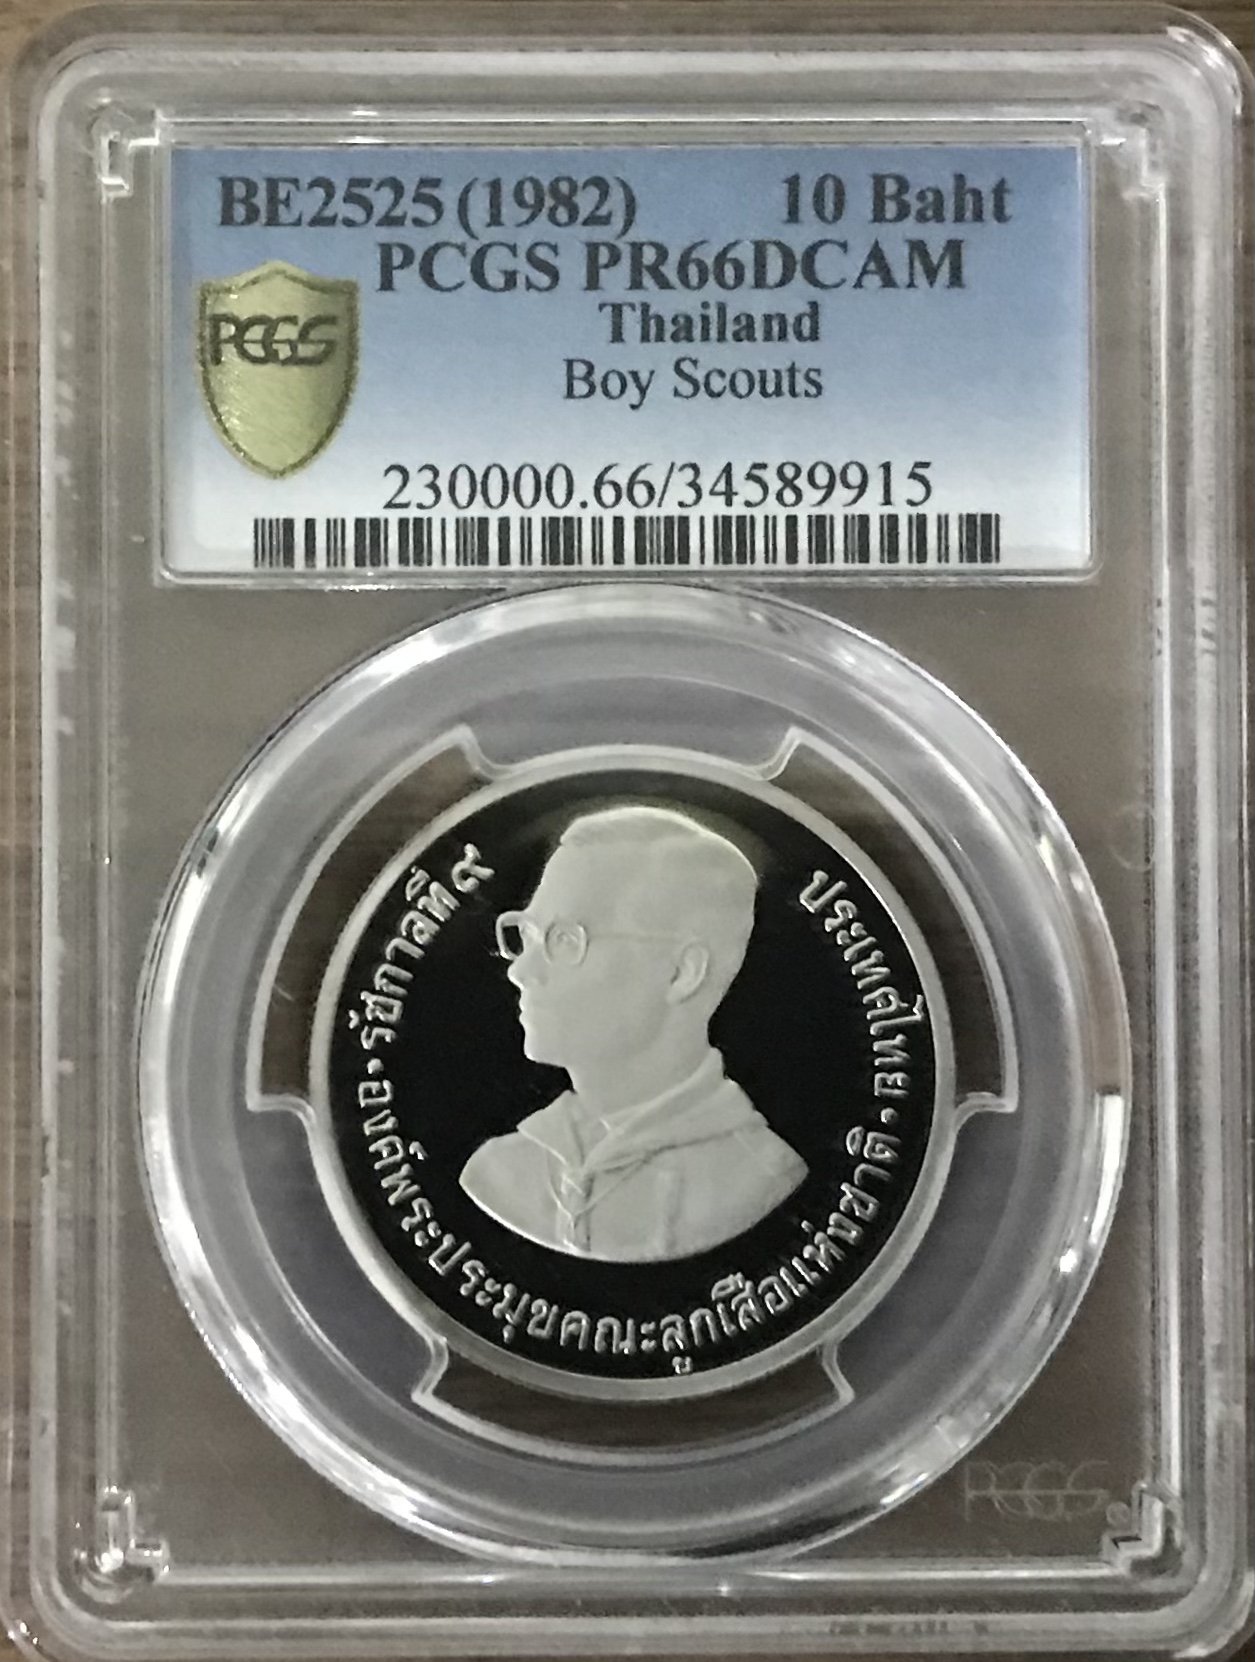 BE2525 (1982) 10 Baht
PCGS PR66DCAM
Thailand
Boy Scouts
PCGS
230000.66/34589915
องค์พระประมุขคณะลูกเสือแห่งชาติ • รัชกาลที่ ๙
ประเทศไทย •
PCGS